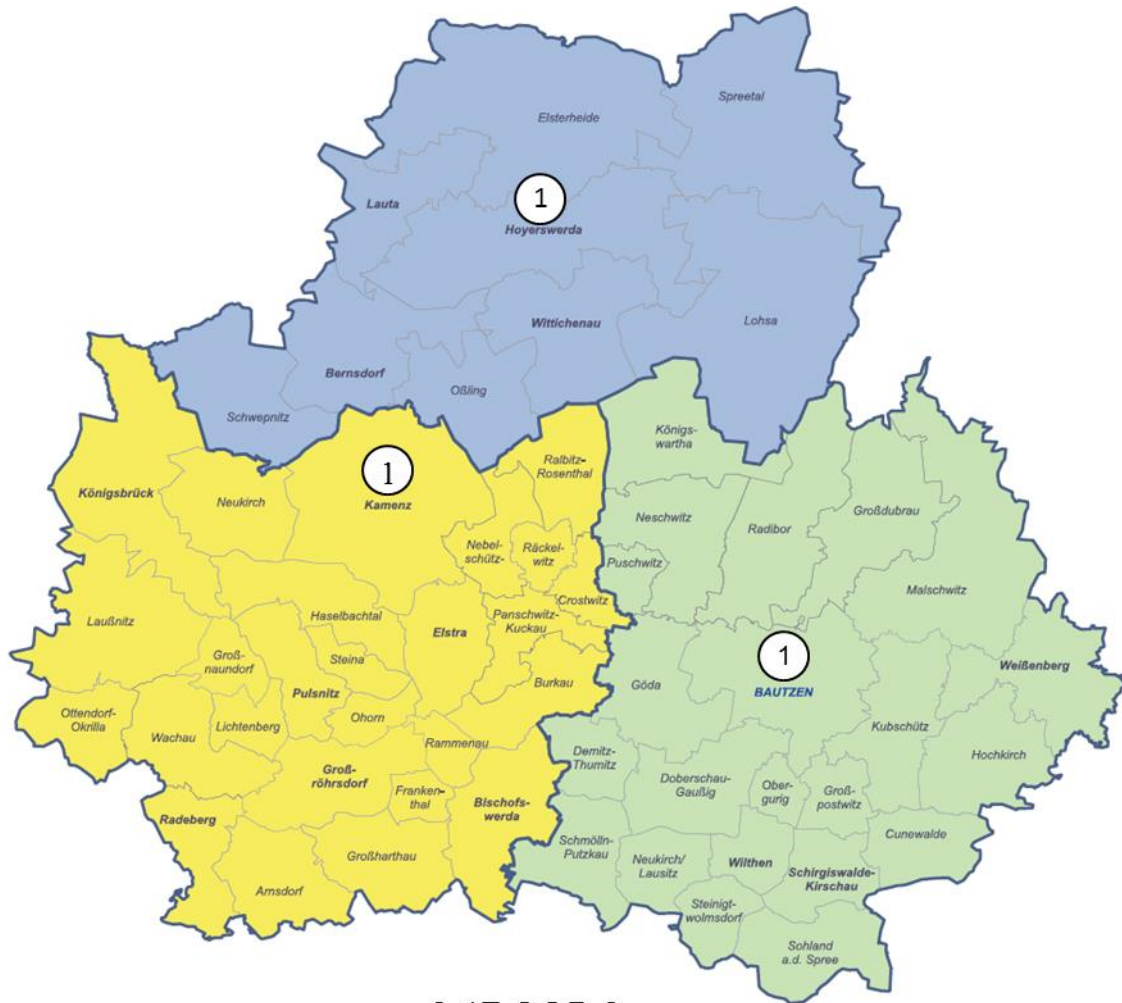 Spreetal
Elsterheide
1
Lauta
Hoyerswerda
Wittichenau
Lohsa
Bernsdorf
Oßling
Schwepnitz
Königs-
wartha
Ralbitz-
Rosenthal
1
Kamenz
Königsbrück
Neukirch
Großdubrau
Neschwitz
Radibor
Nebel-
schütz-
Räckel-
witz
Puschwitz
Malschwitz
Crostwitz
Haselbachtal
Panschwitz-
Kuckau
Laußnitz
Elstra
Groß-
naundorf
Steina
1
BAUTZEN
Weißenberg
Göda
Burkau
Pulsnitz
Ottendorf-
Okrilla
Wachau
Lichtenberg
Ohorn
Kubschütz
Hochkirch
Rammenau
Demitz-
Thumitz
Groß-
röhrsdorf
Doberschau-
Gaußig
Ober-
gurig
Groß-
postwitz
Franken-
thal
Bischofs-
werda
Radeberg
Cunewalde
Schmölln-
Putzkau
Großharthau
Neukirch/
Lausitz
Wilthen
Schirgiswalde-
Kirschau
Arnsdorf
Steinigt-
wolmsdorf
Sohland
a.d. Spree